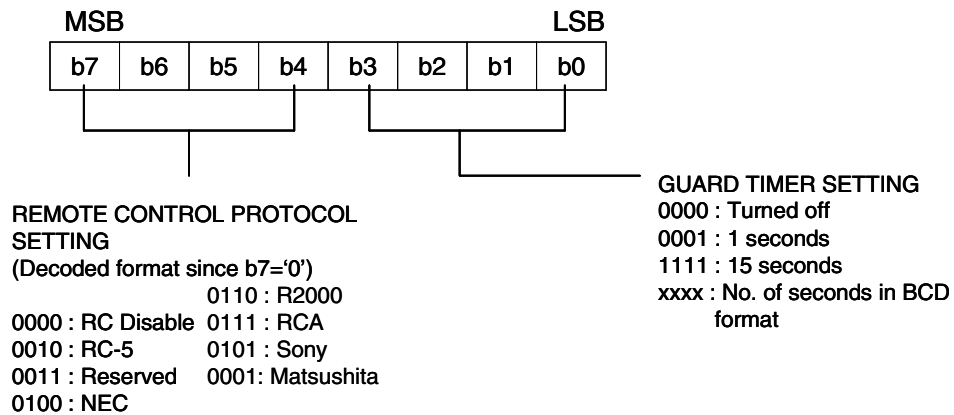 MSB LSB
b7 b6 b5 b4 b3 b2 b1 b0
REMOTE CONTROL PROTOCOL
SETTING
(Decoded format since b7=‘0’)
0110 : R2000
0000 : RC Disable 0111 : RCA
0010 : RC-5 0101 : Sony
0011 : Reserved 0001: Matsushita
0100 : NEC
GUARD TIMER SETTING
0000 : Turned off
0001 : 1 seconds
1111 : 15 seconds
xxxx : No. of seconds in BCD
format